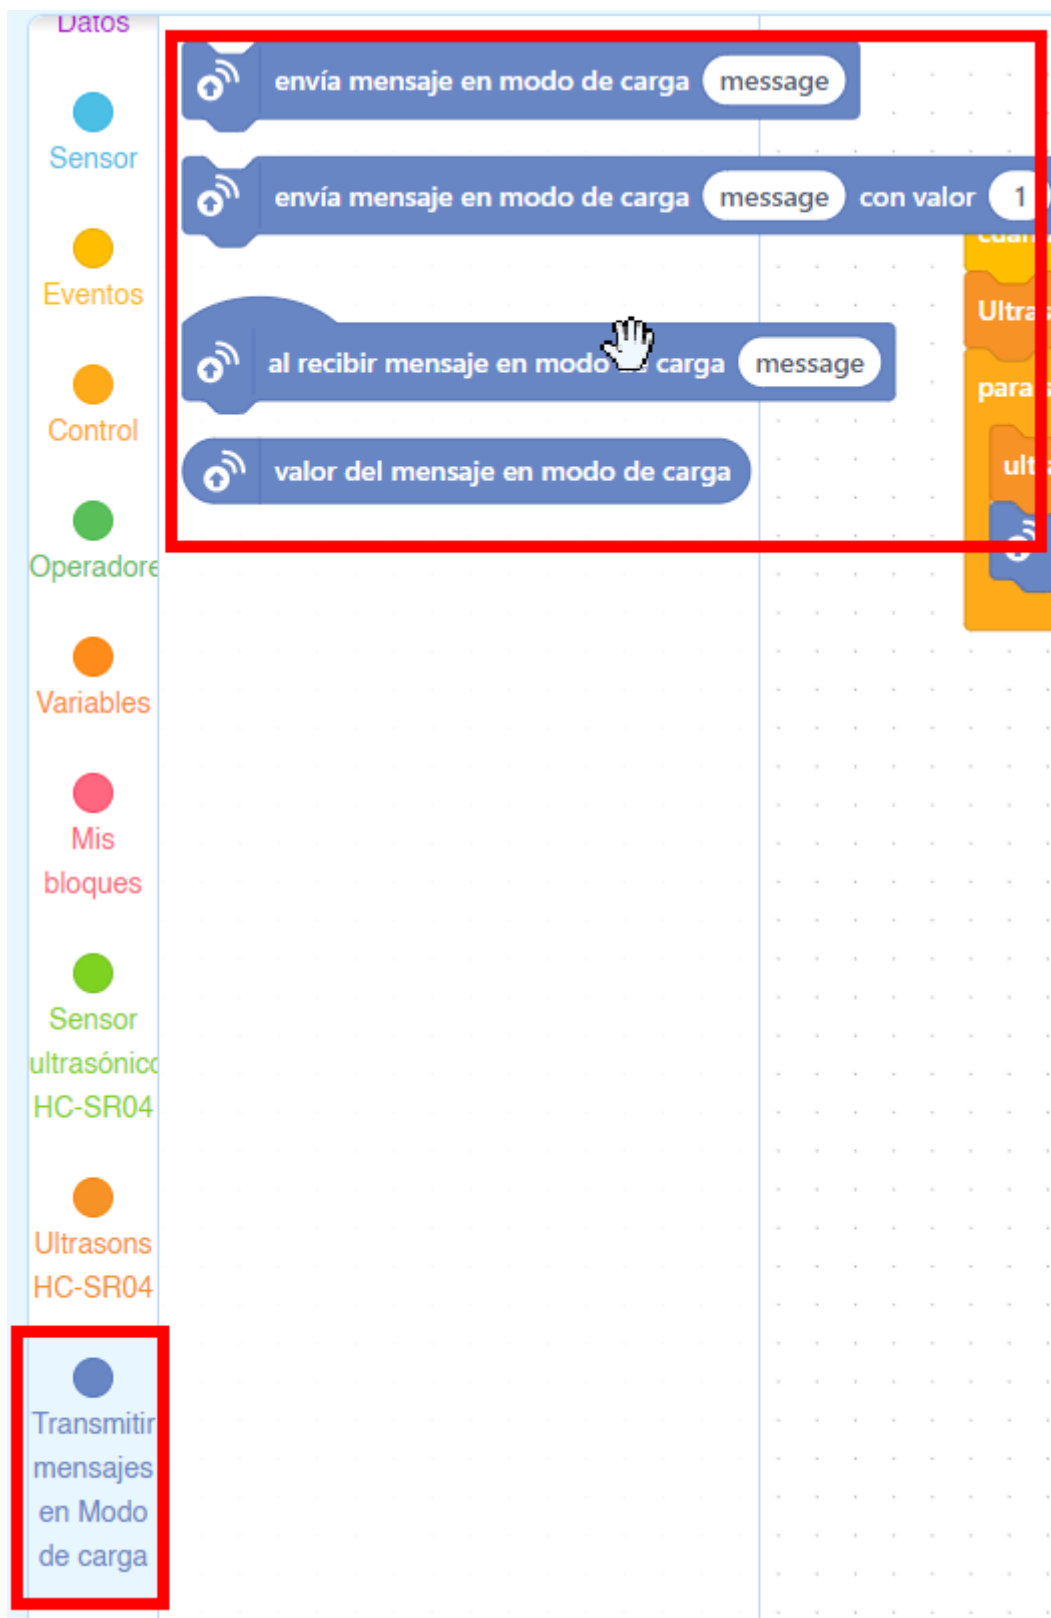 Datos
Sensor
Eventos
Control
Operadore
Variables
Mis
bloques
Sensor
ultrasónico
HC-SR04
Ultrasons
HC-SR04
Transmitir
mensajes
en Modo
de carga
envía mensaje en modo de carga message
envía mensaje en modo de carga message con valor 1
al recibir mensaje en modo carga message
valor del mensaje en modo de carga
Ultras
para
ult